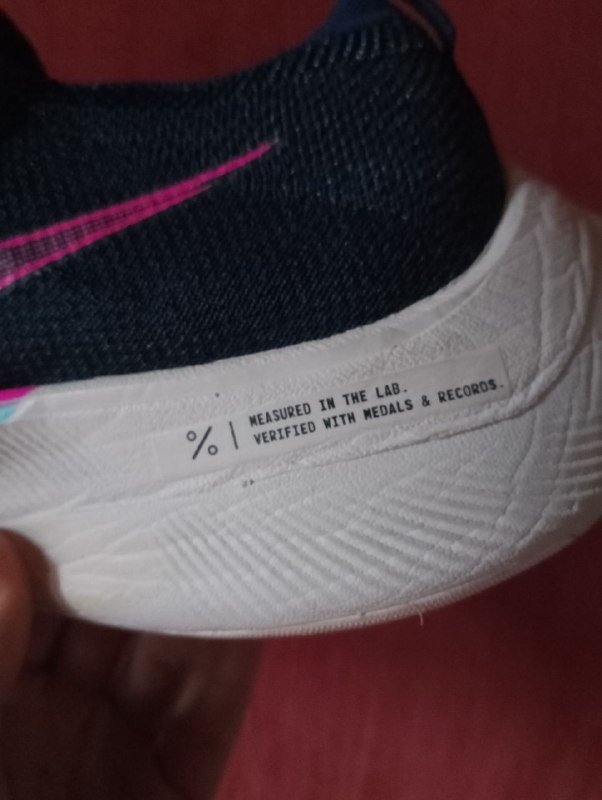 % | MEASURED IN THE LAB.
VERIFIED WITH MEDALS & RECORDS.